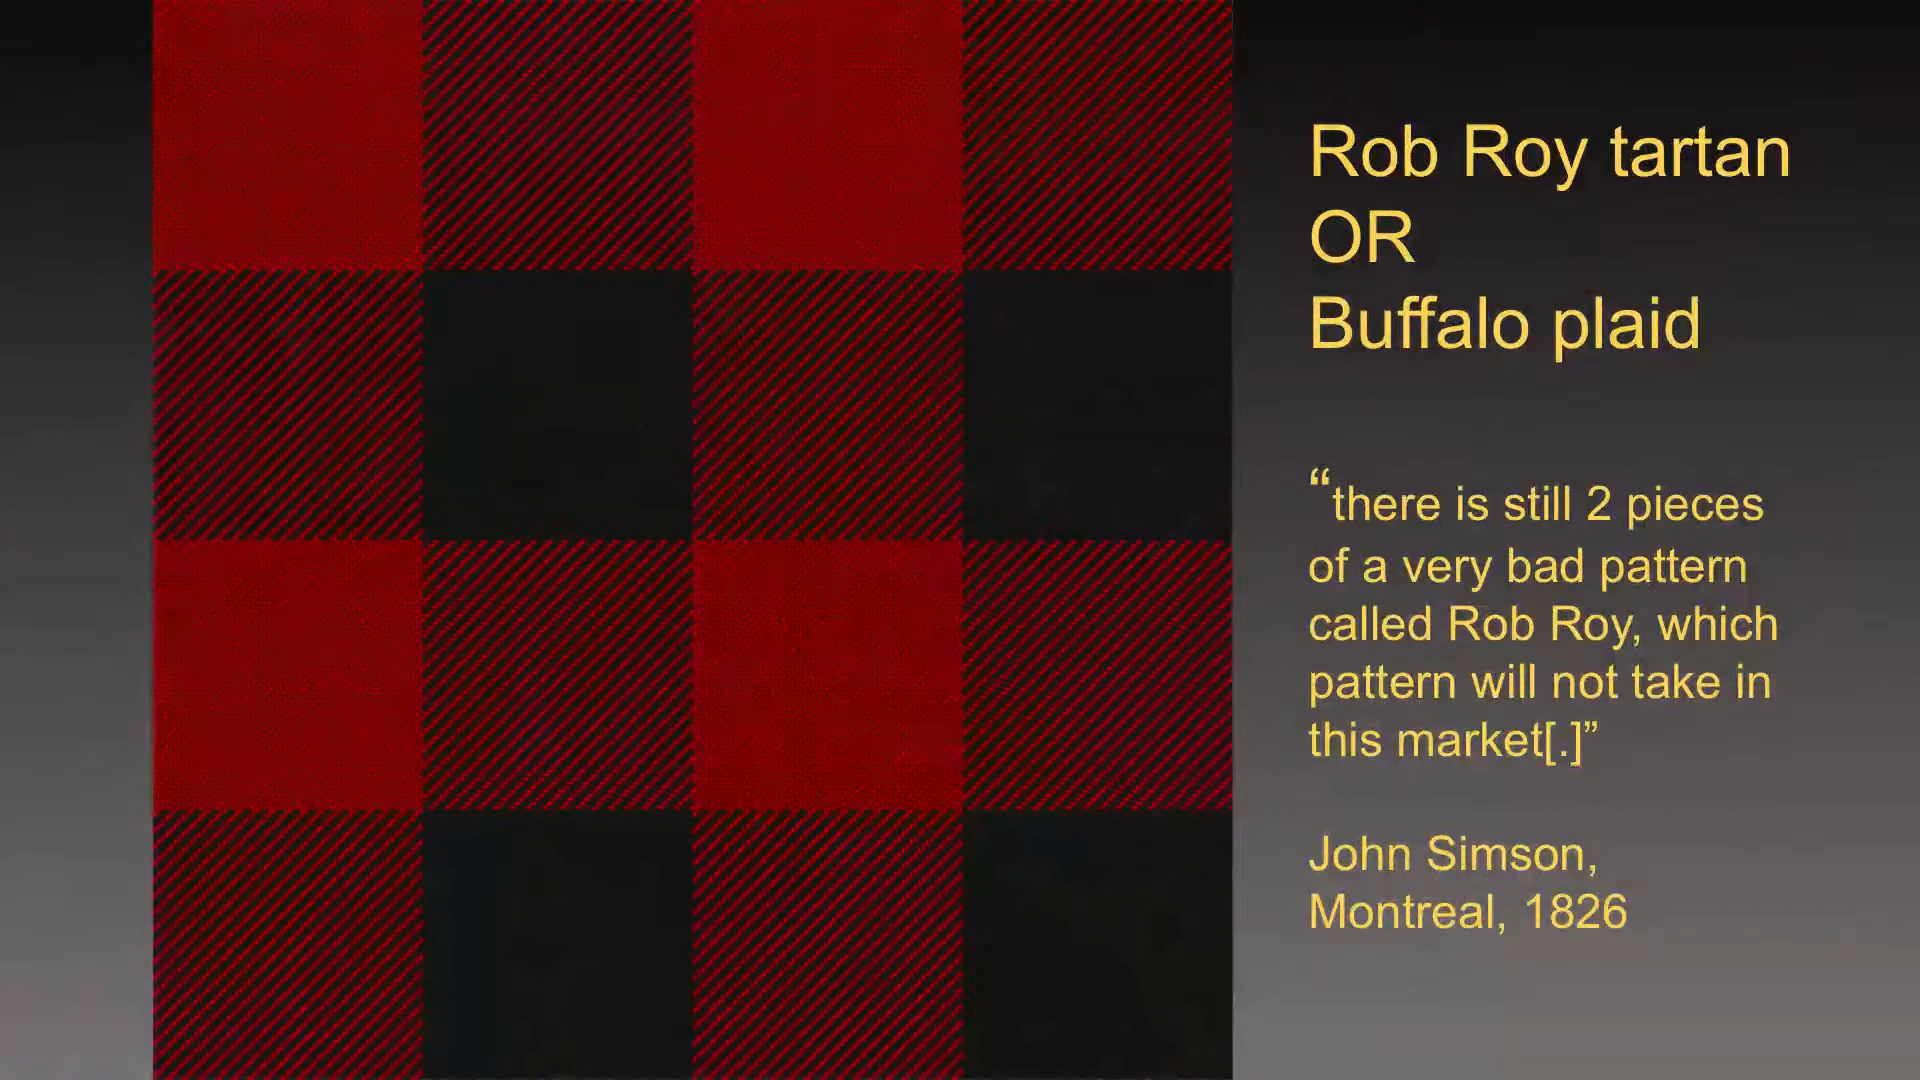 Rob Roy tartan
OR
Buffalo plaid
“there is still 2 pieces
of a very bad pattern
called Rob Roy, which
pattern will not take in
this market[.]”
John Simson,
Montreal, 1826